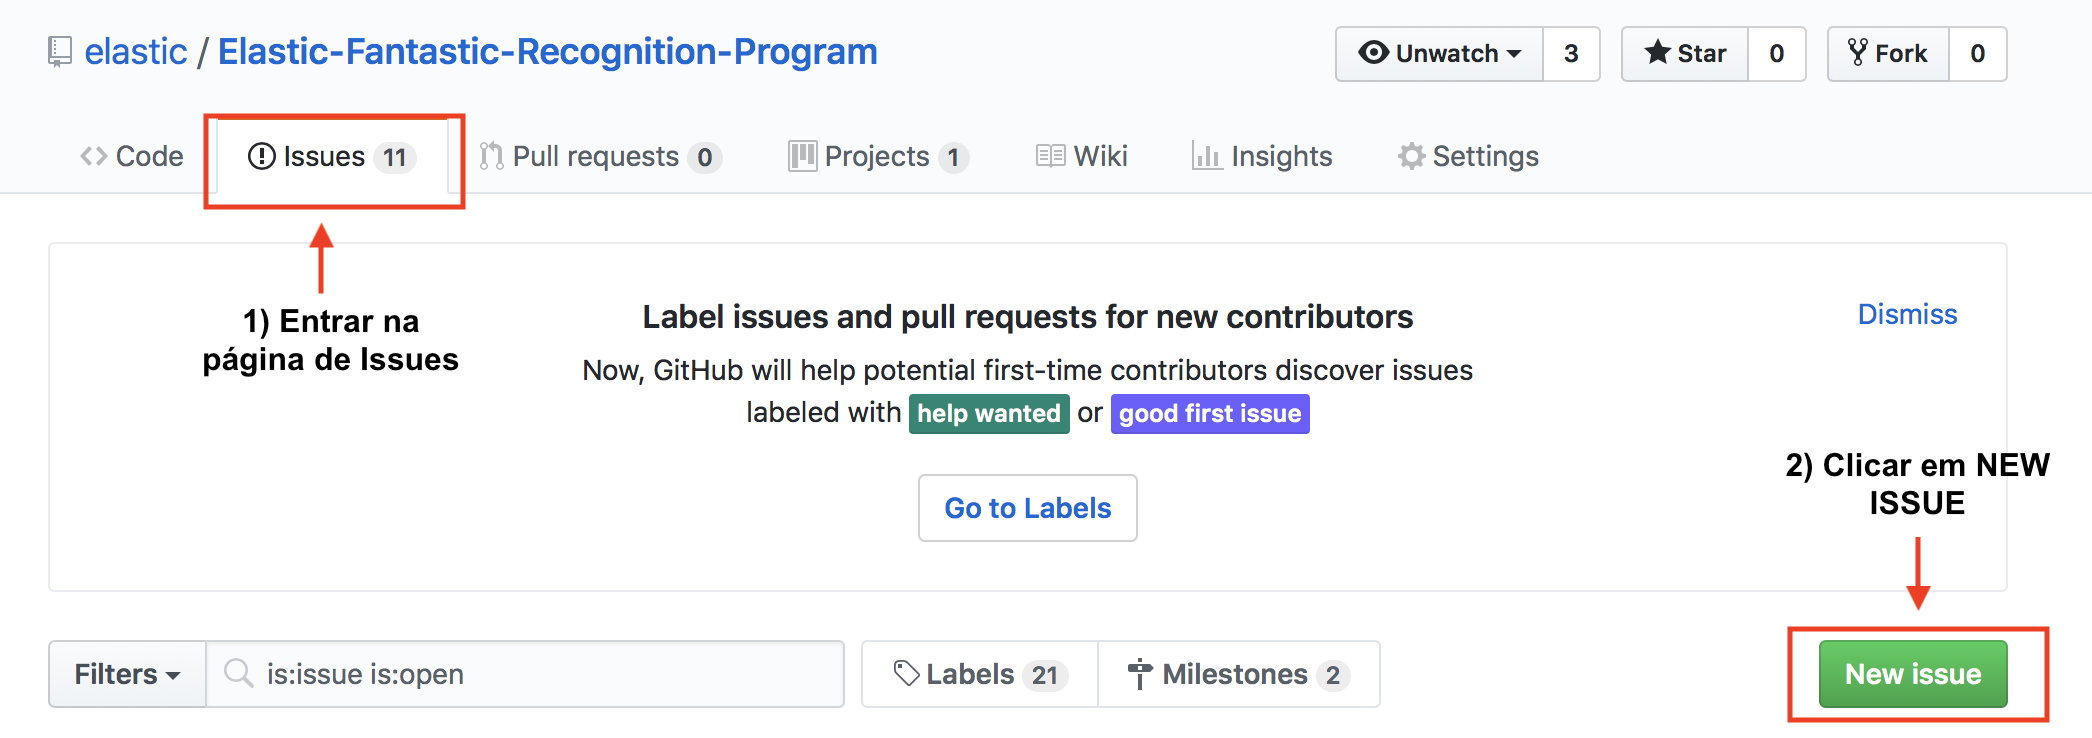 elastic / Elastic-Fantastic-Recognition-Program
Unwatch 3
Star 0
Fork 0
Code
Issues 11
Pull requests 0
Projects 1
Wiki
Insights
Settings
1) Entrar na
página de Issues
Label issues and pull requests for new contributors
Dismiss
Now, GitHub will help potential first-time contributors discover issues
labeled with help wanted or good first issue
Go to Labels
2) Clicar em NEW
ISSUE
Filters
is:issue is:open
Labels 21
Milestones 2
New issue